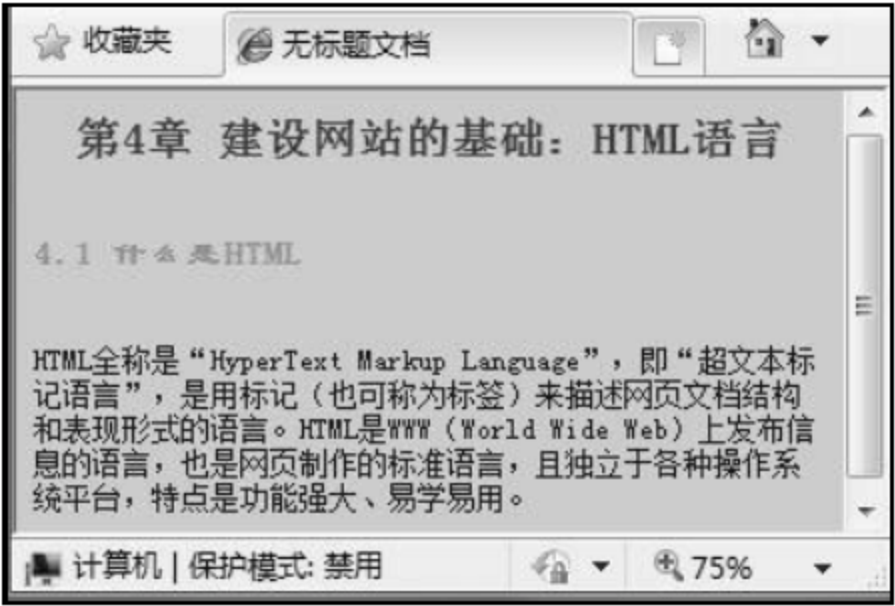 收藏夹 无标题文档
第4章 建设网站的基础：HTML语言
4.1 什么是HTML
HTML全称是“HyperText Markup Language”，即“超文本标
记语言”，是用标记（也可称为标签）来描述网页文档结构
和表现形式的语言。HTML是WWW（World Wide Web）上发布信
息的语言，也是网页制作的标准语言，且独立于各种操作系
统平台，特点是功能强大、易学易用。
计算机 | 保护模式: 禁用 75%